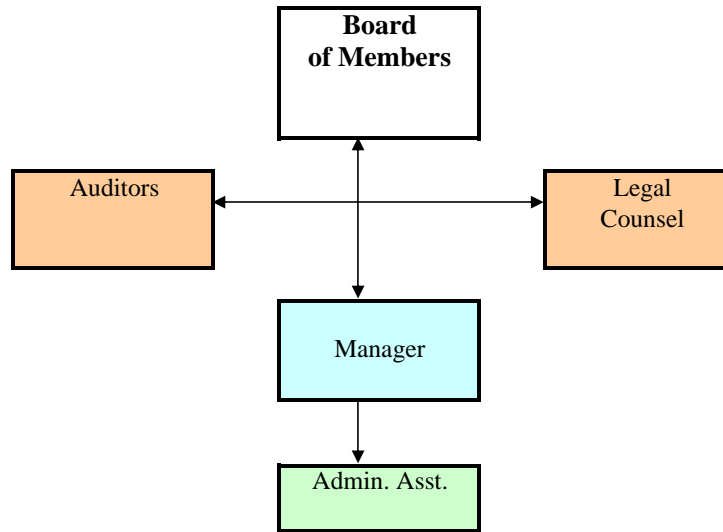 Board
of Members
Auditors
Legal
Counsel
Manager
Admin. Asst.